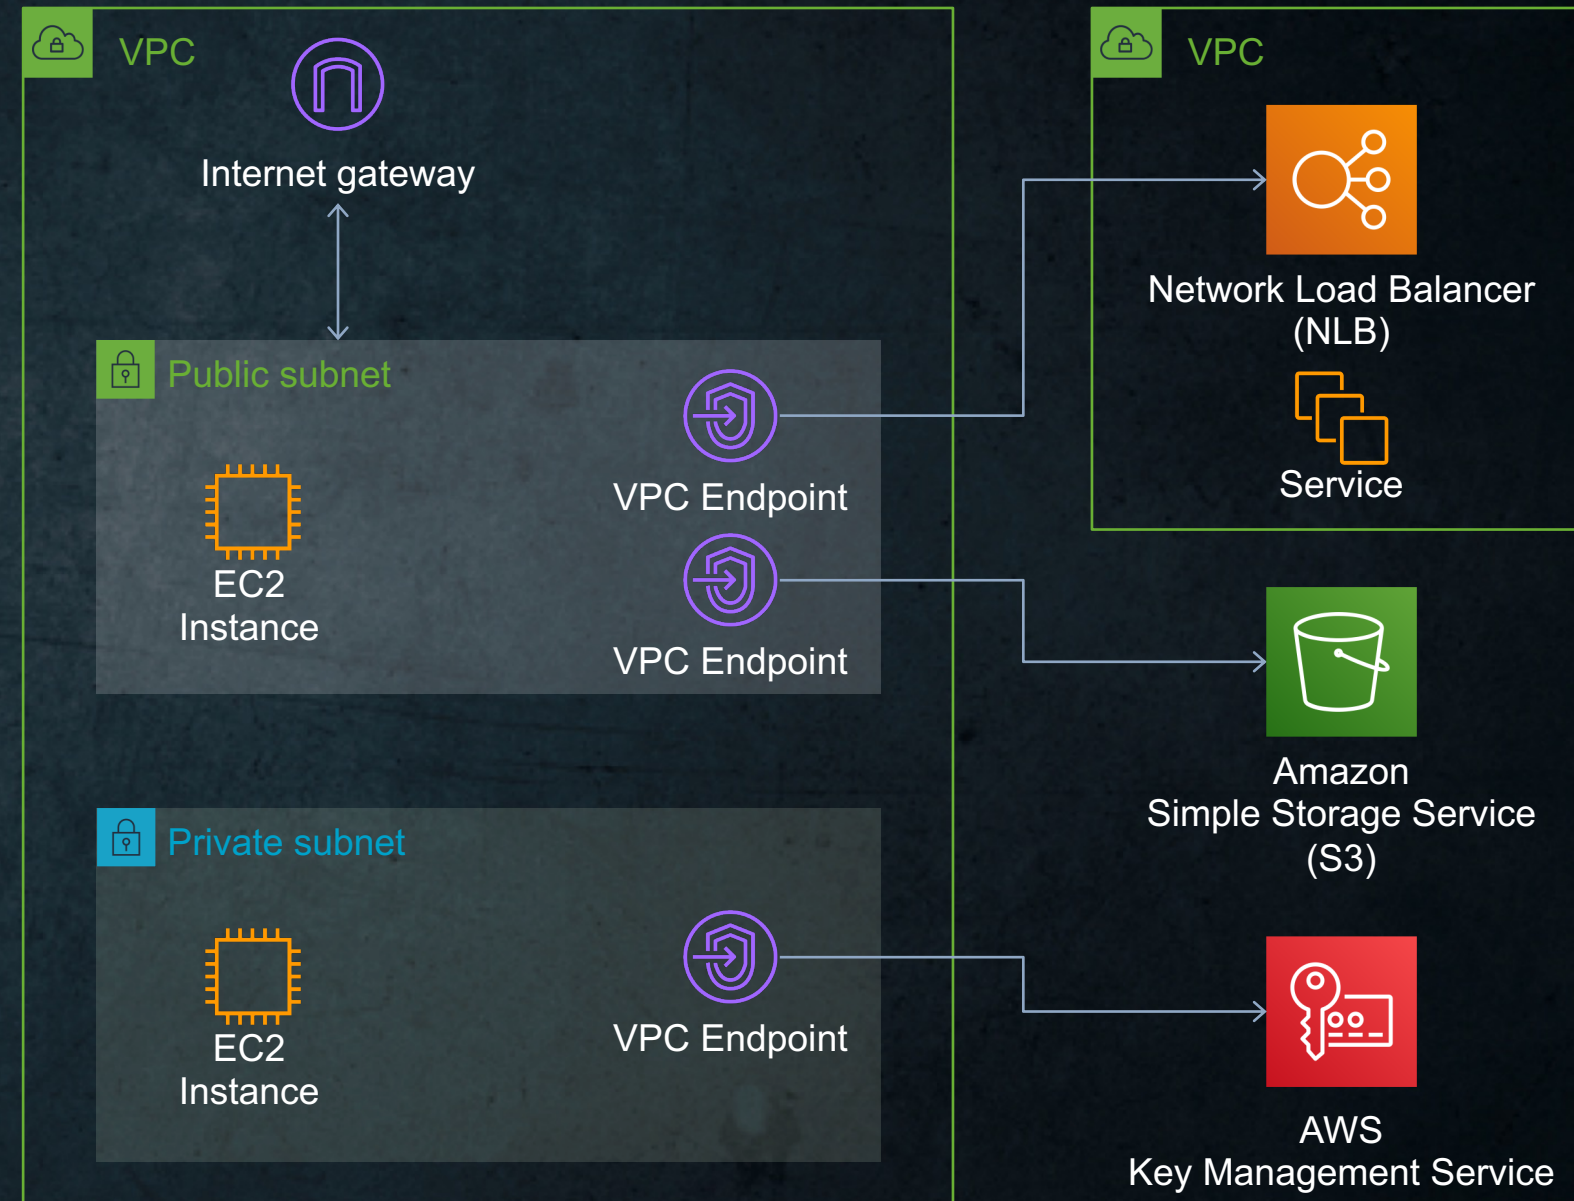 VPC
Internet gateway
Public subnet
EC2
Instance
VPC Endpoint
VPC Endpoint
Private subnet
EC2
Instance
VPC Endpoint
VPC
Network Load Balancer
(NLB)
Service
Amazon
Simple Storage Service
(S3)
AWS
Key Management Service